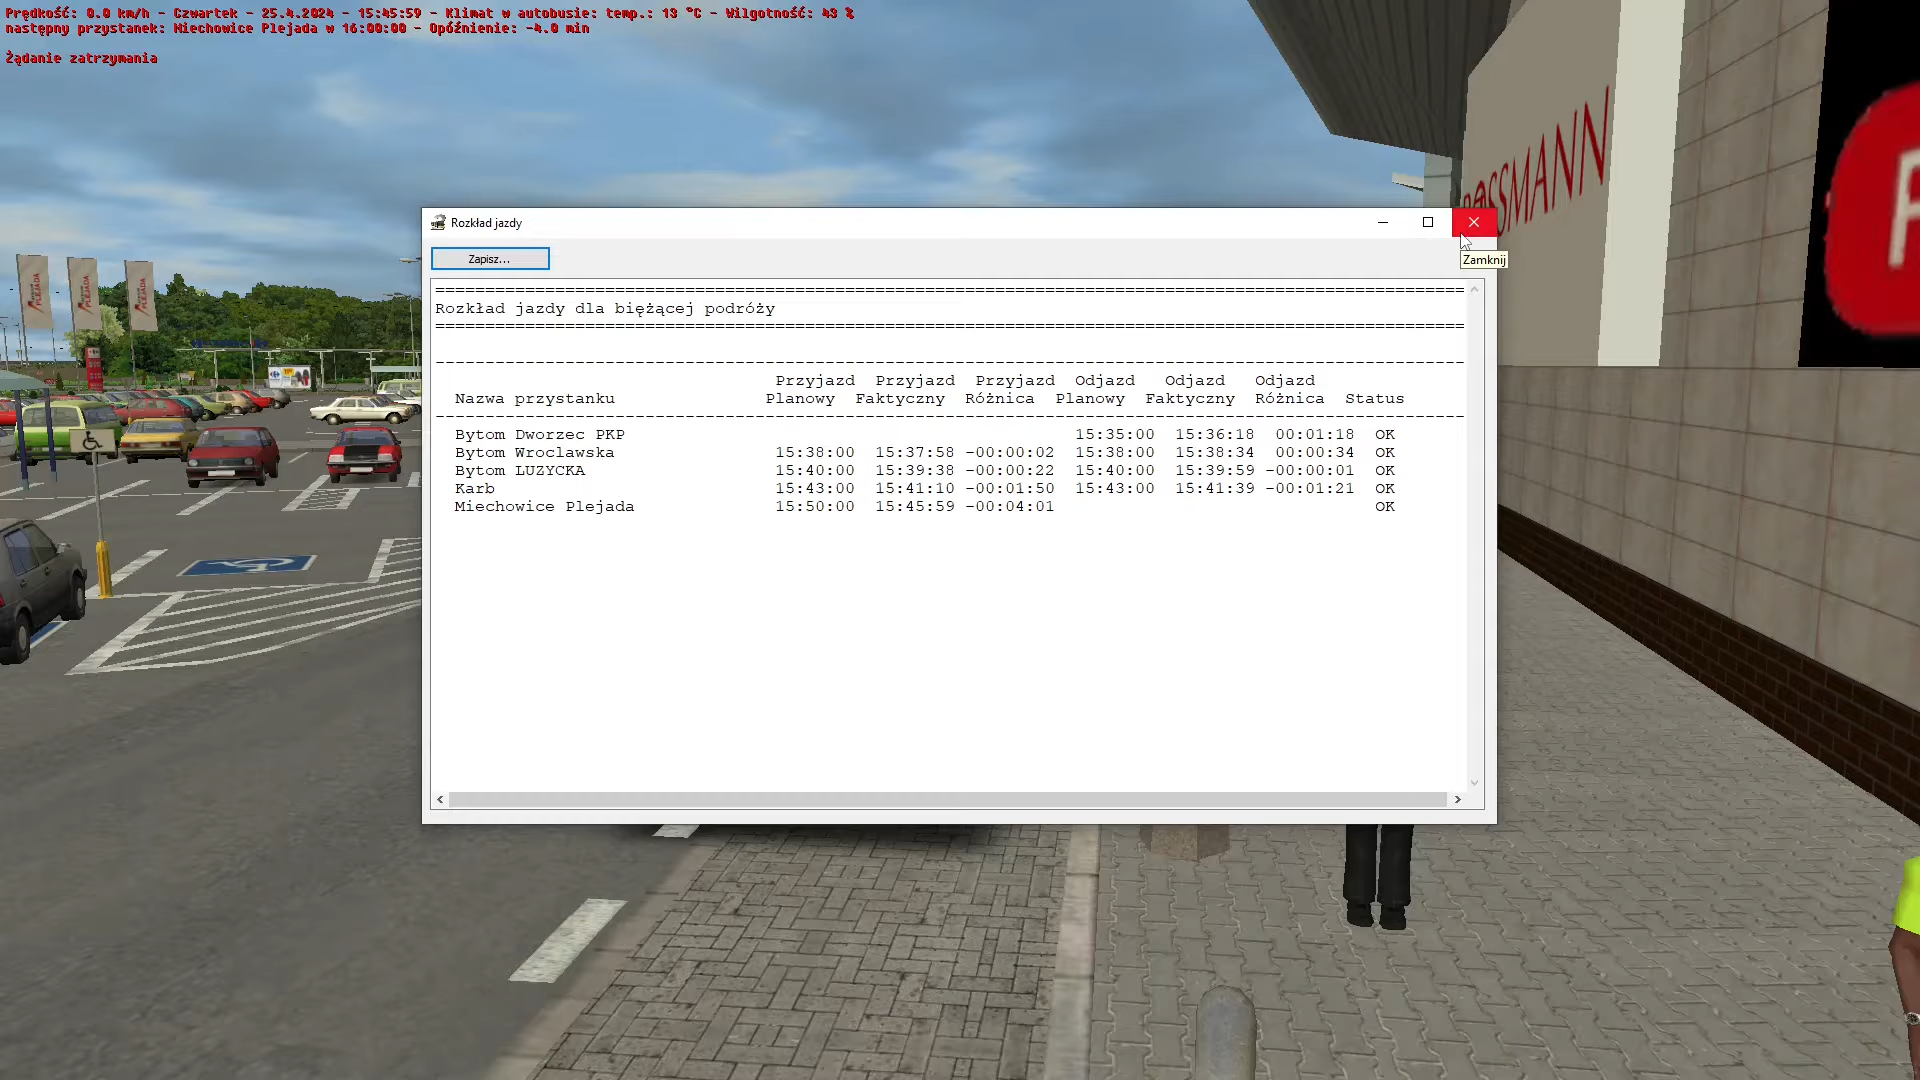 Prędkość: 0.0 km/h - Czwartek - 25.4.2024 - 15:45:59 - Klimat w autobusie: temp.: 13 °C - Wilgotność: 43 %
następny przystanek: Miechowice Plejada w 16:00:00 - Opóźnienie: -4.0 min
Żądanie zatrzymania
ROSSMANN
PLEJADA
PLEJADA
PLEJADA
Rozkład jazdy
Zamknij
Zapisz...
==========================================================================================================
Rozkład jazdy dla bieżącej podróży
==========================================================================================================
----------------------------------------------------------------------------------------------------------
Przyjazd Przyjazd Przyjazd Odjazd Odjazd Odjazd
Nazwa przystanku Planowy Faktyczny Różnica Planowy Faktyczny Różnica Status
----------------------------------------------------------------------------------------------------------
Bytom Dworzec PKP 15:35:00 15:36:18 00:01:18 OK
Bytom Wroclawska 15:38:00 15:37:58 -00:00:02 15:38:00 15:38:34 00:00:34 OK
Bytom LUZYCKA 15:40:00 15:39:38 -00:00:22 15:40:00 15:39:59 -00:00:01 OK
Karb 15:43:00 15:41:10 -00:01:50 15:43:00 15:41:39 -00:01:21 OK
Miechowice Plejada 15:50:00 15:45:59 -00:04:01 OK